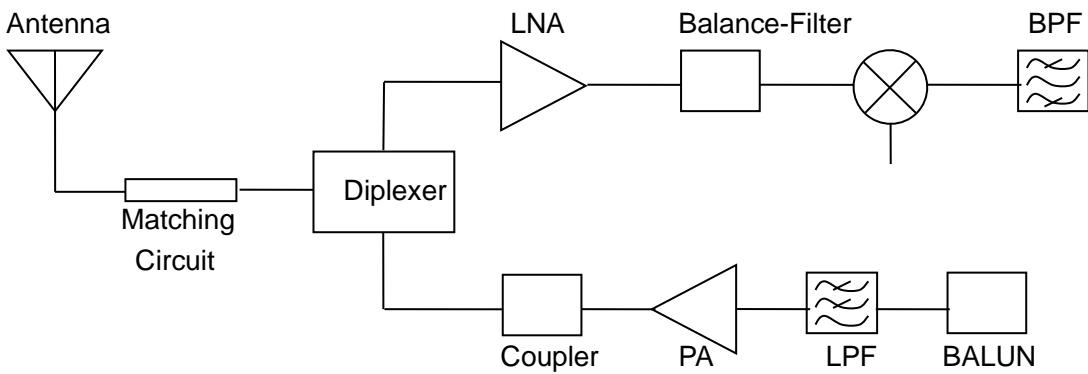 Antenna
LNA
Balance-Filter
BPF
Diplexer
Matching
Circuit
Coupler
PA
LPF
BALUN